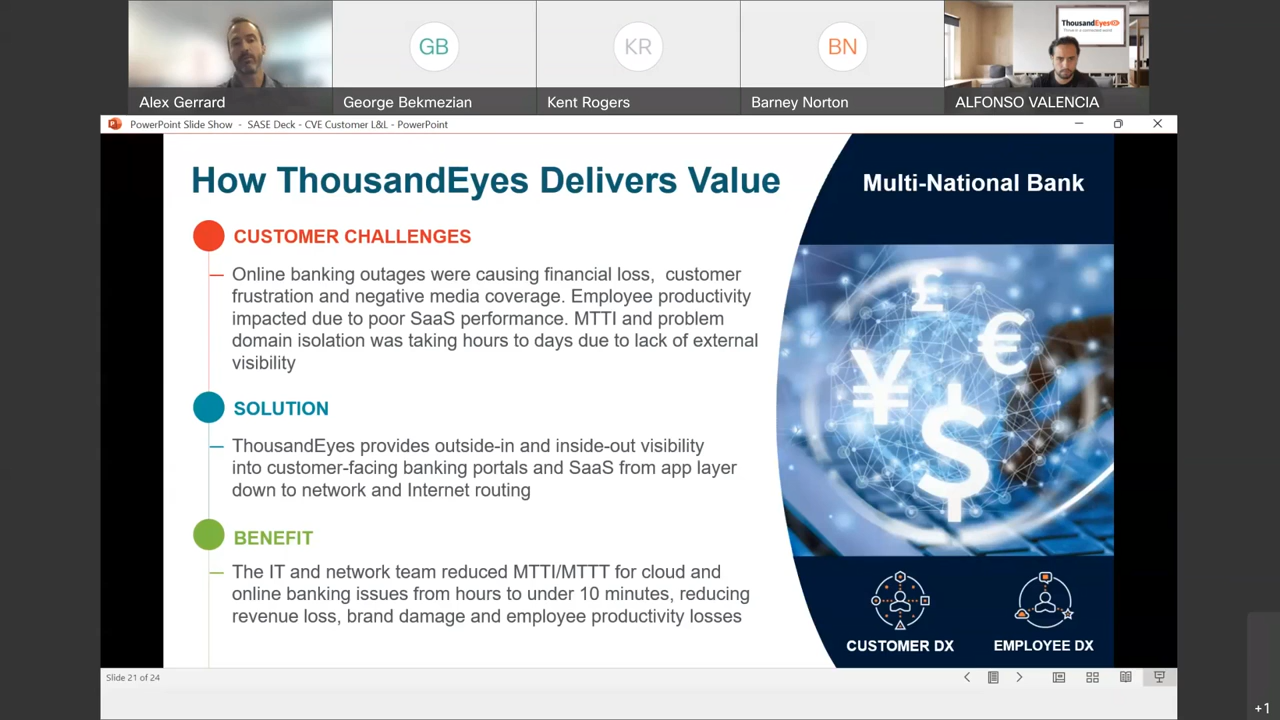 GB
KR
BN
ThousandEyes
Alex Gerrard
George Bekmezian
Kent Rogers
Barney Norton
ALFONSO VALENCIA
PowerPoint Slide Show - SASE Deck - CVE Customer L&L - PowerPoint
How ThousandEyes Delivers Value
Multi-National Bank
CUSTOMER CHALLENGES
Online banking outages were causing financial loss, customer
frustration and negative media coverage. Employee productivity
impacted due to poor SaaS performance. MTTI and problem
domain isolation was taking hours to days due to lack of external
visibility
SOLUTION
ThousandEyes provides outside-in and inside-out visibility
into customer-facing banking portals and SaaS from app layer
down to network and Internet routing
BENEFIT
The IT and network team reduced MTTI/MTTT for cloud and
online banking issues from hours to under 10 minutes, reducing
revenue loss, brand damage and employee productivity losses
£
€
¥
$
CUSTOMER DX
EMPLOYEE DX
Slide 21 of 24
+1